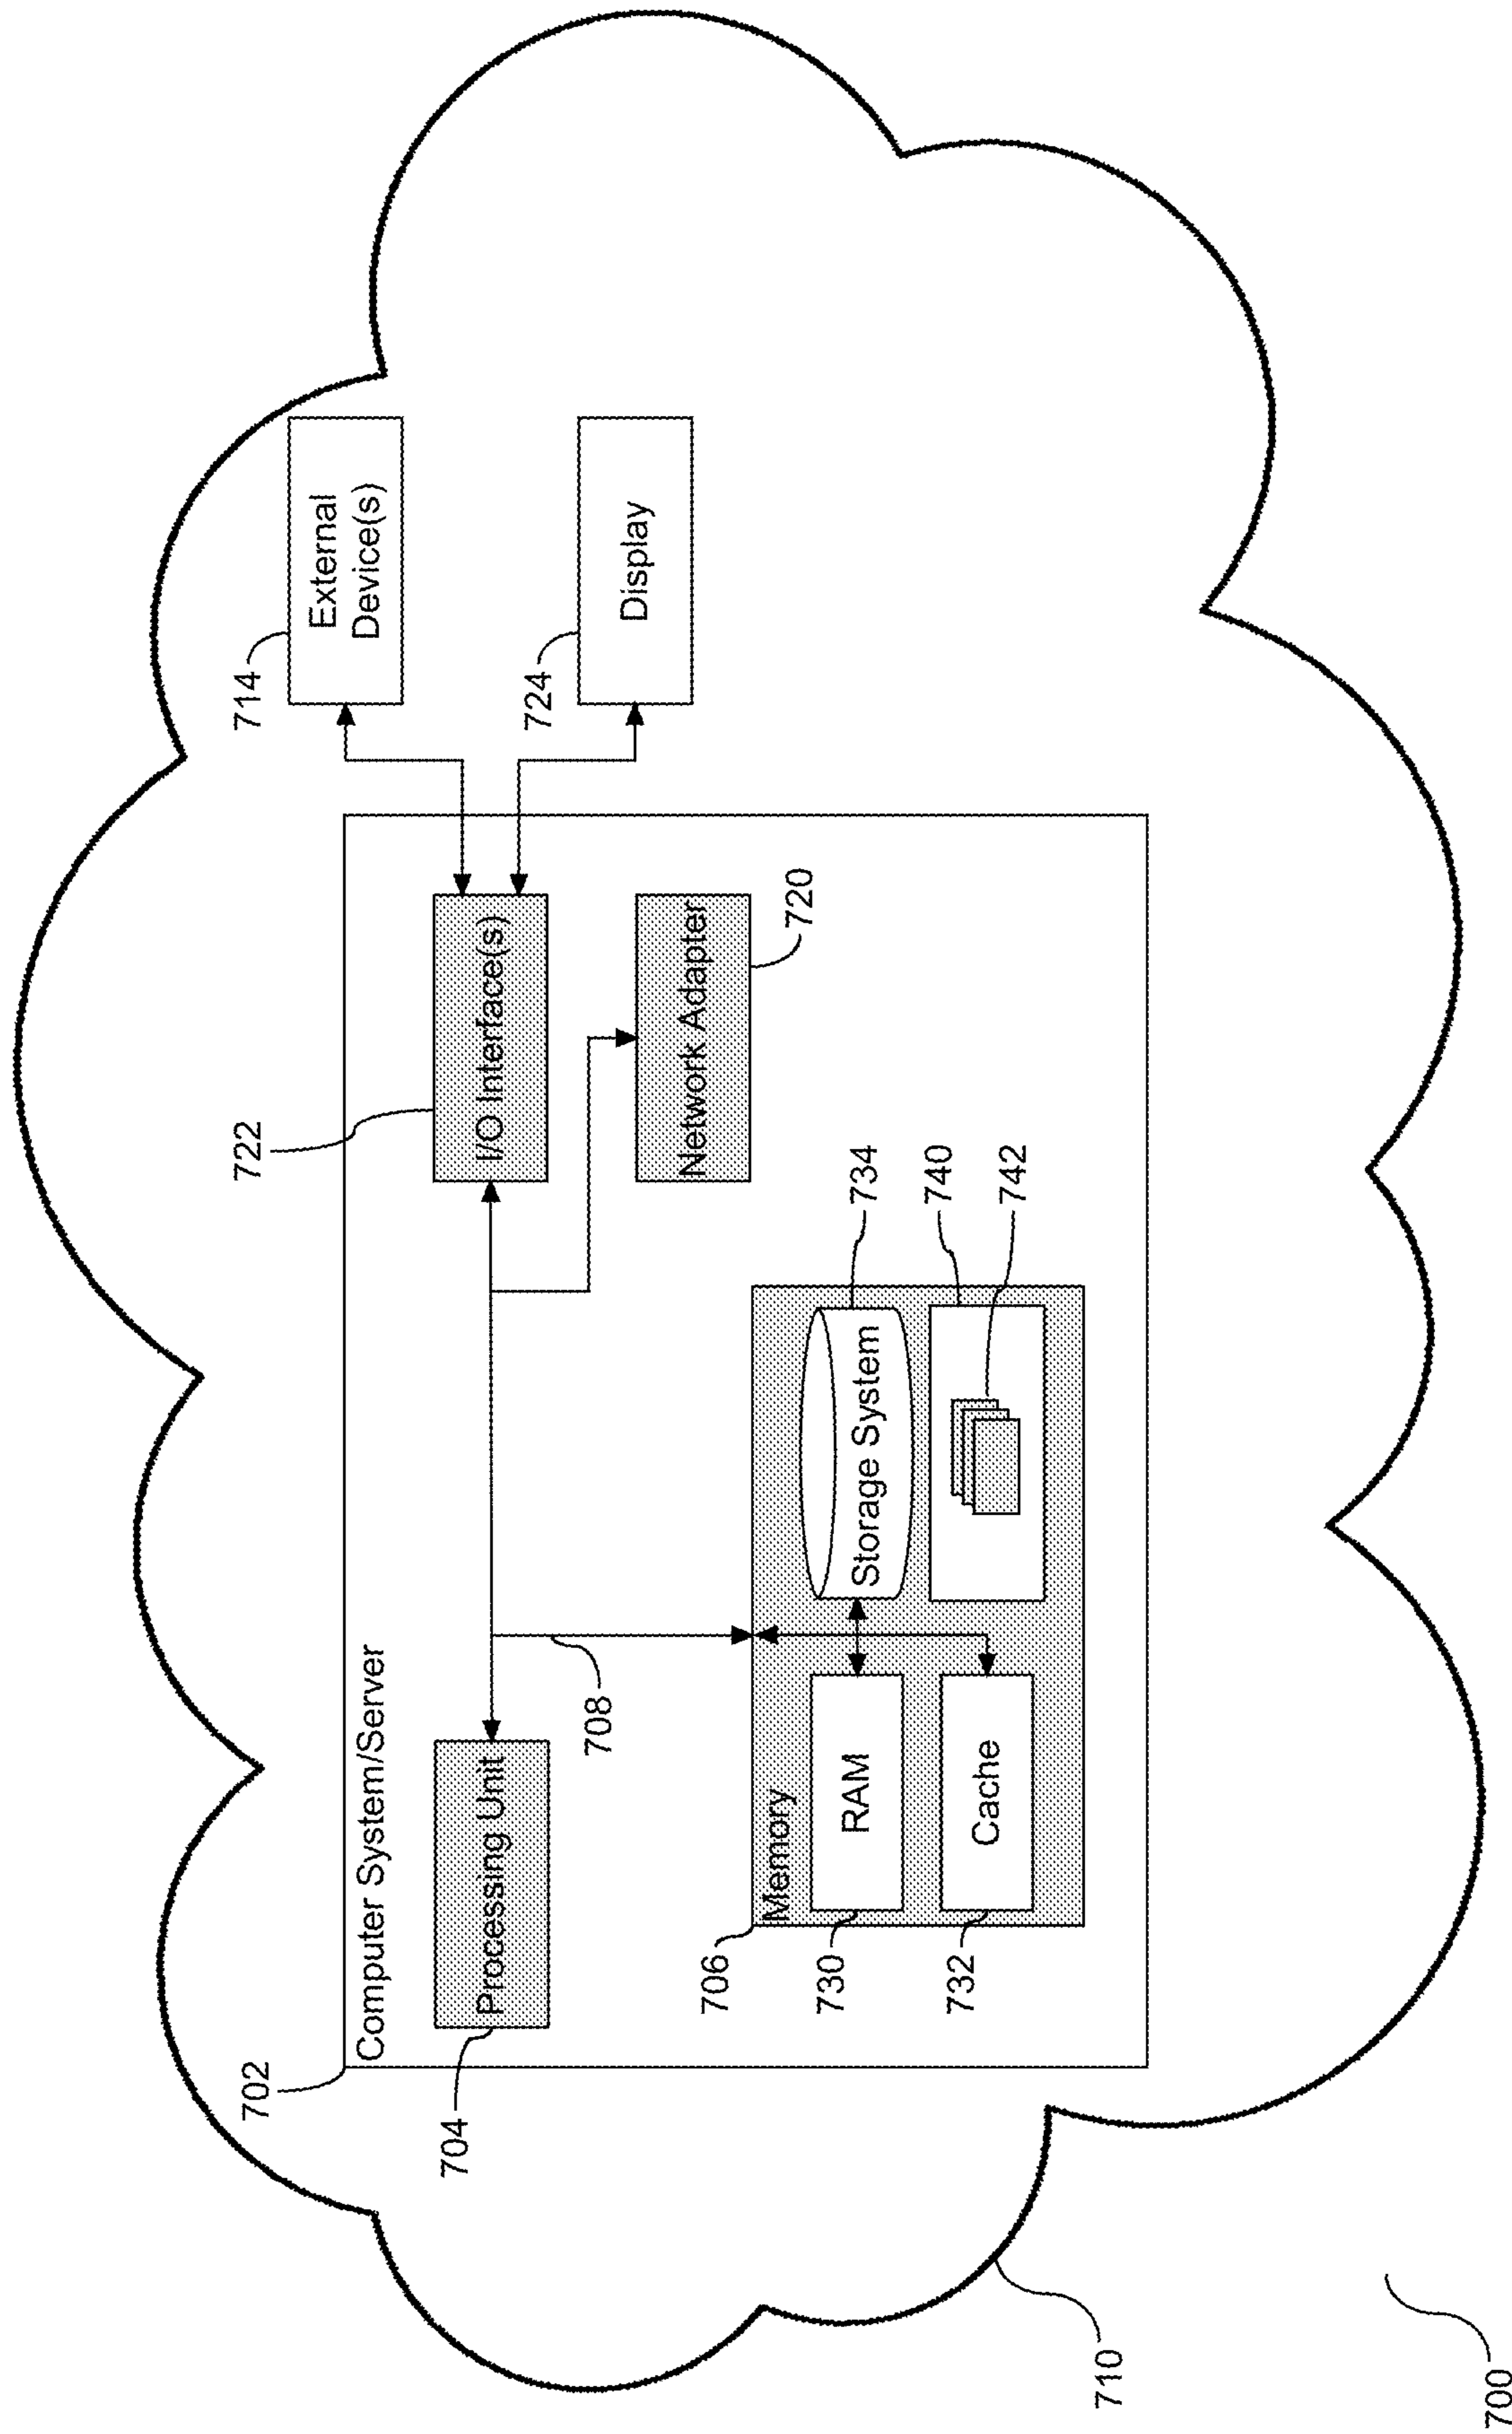 700
710
702
Computer System/Server
704
Processing Unit
708
722
I/O Interface(s)
714
External
Device(s)
724
Display
Network Adapter
720
706
Memory
730
RAM
732
Cache
Storage System
734
740
742